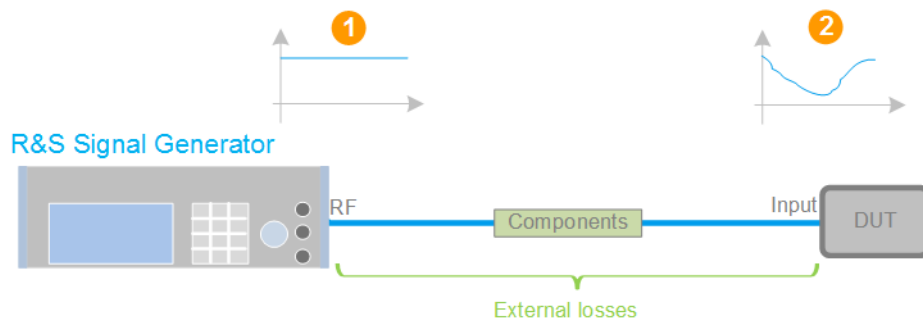 1
2
R&S Signal Generator
RF
Components
Input
DUT
External losses